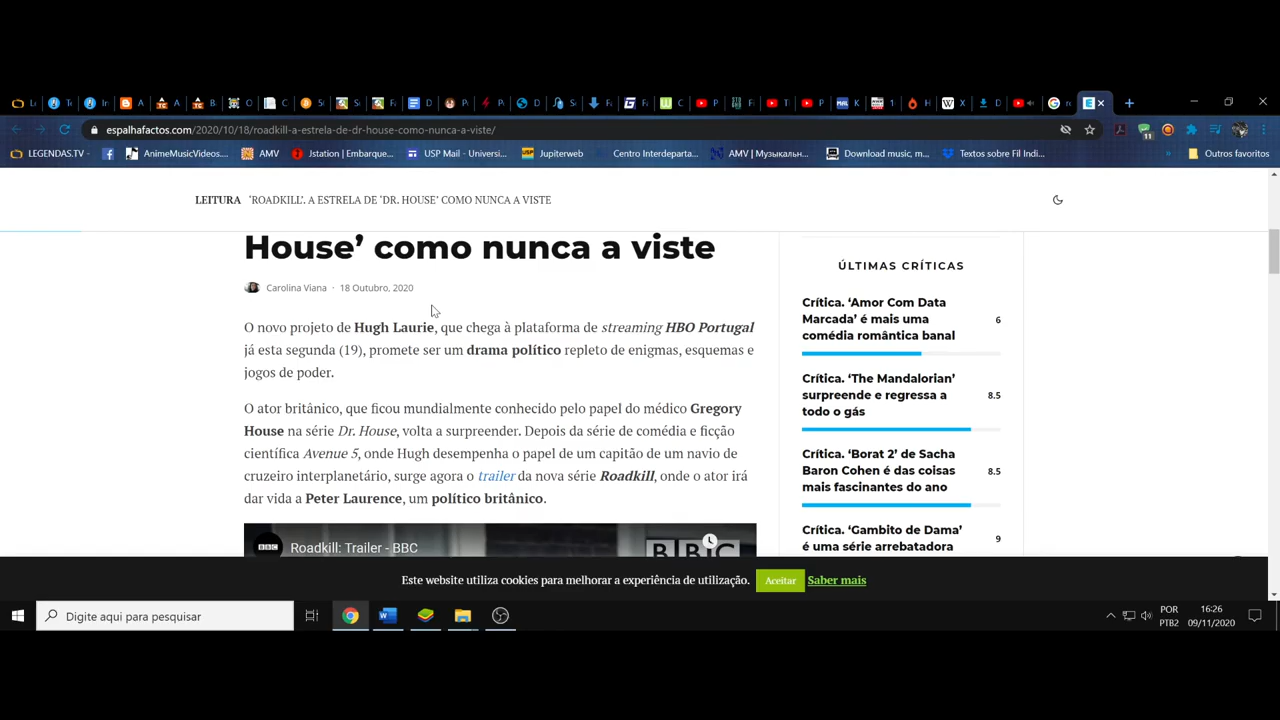 espalhafactos.com/2020/10/18/roadkill-a-estrela-de-dr-house-como-nunca-a-viste/
LEGENDAS.TV
AnimeMusicVideos...
AMV
Jstation | Embarque...
USP Mail - Universi...
Jupiterweb
Centro Interdeparta...
AMV | Музыкальн...
Download music, m...
Textos sobre Fil Indi...
»
Outros favoritos
LEITURA ‘ROADKILL’. A ESTRELA DE ‘DR. HOUSE’ COMO NUNCA A VISTE
House’ como nunca a viste
Carolina Viana · 18 Outubro, 2020
O novo projeto de Hugh Laurie, que chega à plataforma de streaming HBO Portugal
já esta segunda (19), promete ser um drama político repleto de enigmas, esquemas e
jogos de poder.
O ator britânico, que ficou mundialmente conhecido pelo papel do médico Gregory
House na série Dr. House, volta a surpreender. Depois da série de comédia e ficção
científica Avenue 5, onde Hugh desempenha o papel de um capitão de um navio de
cruzeiro interplanetário, surge agora o trailer da nova série Roadkill, onde o ator irá
dar vida a Peter Laurence, um político britânico.
BBC
Roadkill: Trailer - BBC
BBC
ÚLTIMAS CRÍTICAS
Crítica. ‘Amor Com Data
Marcada’ é mais uma
comédia romântica banal
6
Crítica. ‘The Mandalorian’
surpreende e regressa a
todo o gás
8.5
Crítica. ‘Borat 2’ de Sacha
Baron Cohen é das coisas
mais fascinantes do ano
8.5
Crítica. ‘Gambito de Dama’
é uma série arrebatadora
9
Este website utiliza cookies para melhorar a experiência de utilização.
Aceitar
Saber mais
Digite aqui para pesquisar
POR
PTB2
16:26
09/11/2020